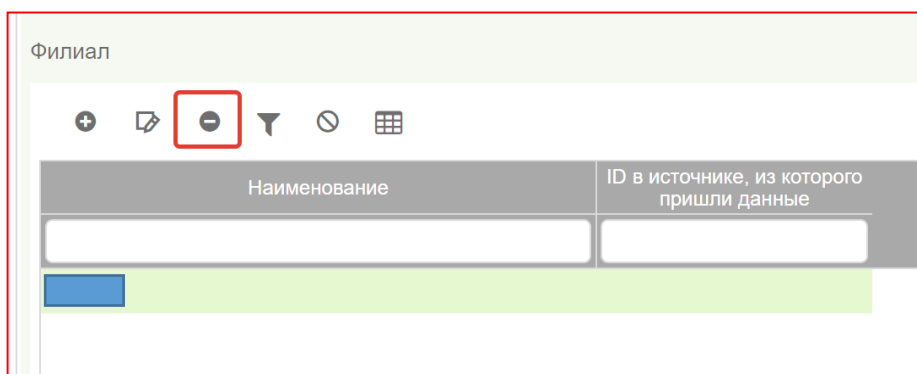 Филиал
Наименование
ID в источнике, из которого
пришли данные